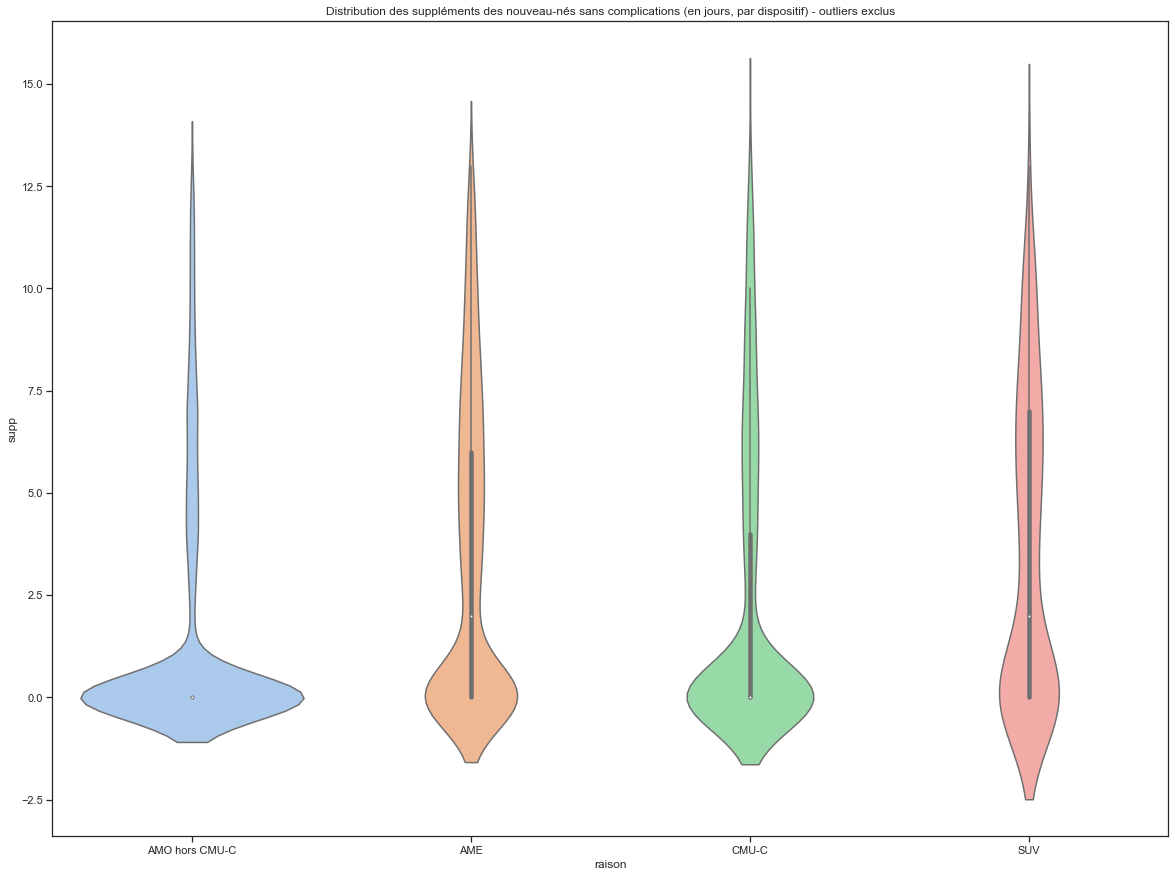 Distribution des suppléments des nouveau-nés sans complications (en jours, par dispositif) - outliers exclus
15.0
12.5
10.0
7.5
5.0
2.5
0.0
−2.5
supp
AMO hors CMU-C
AME
CMU-C
SUV
raison